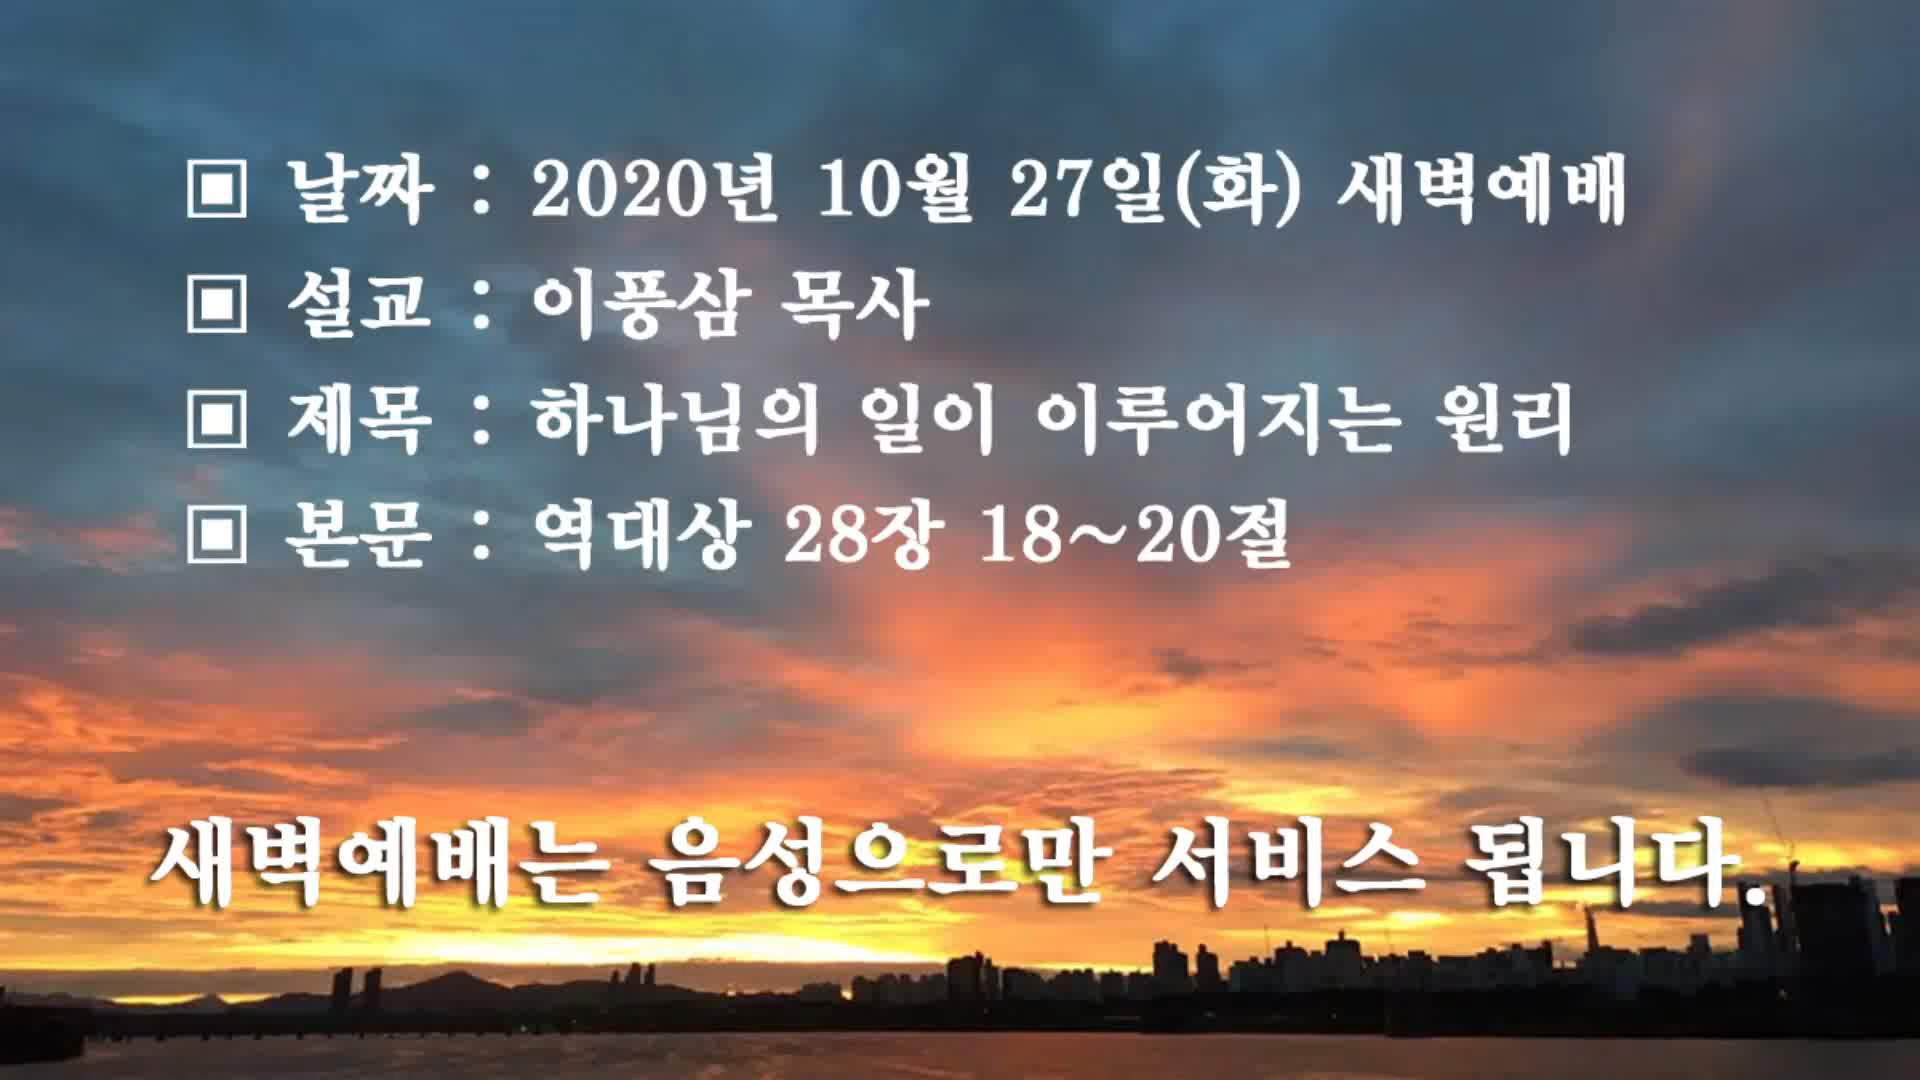 ▣ 날짜 : 2020년 10월 27일(화) 새벽예배
▣ 설교 : 이풍삼 목사
▣ 제목 : 하나님의 일이 이루어지는 원리
▣ 본문 : 역대상 28장 18~20절
새벽예배는 음성으로만 서비스 됩니다.